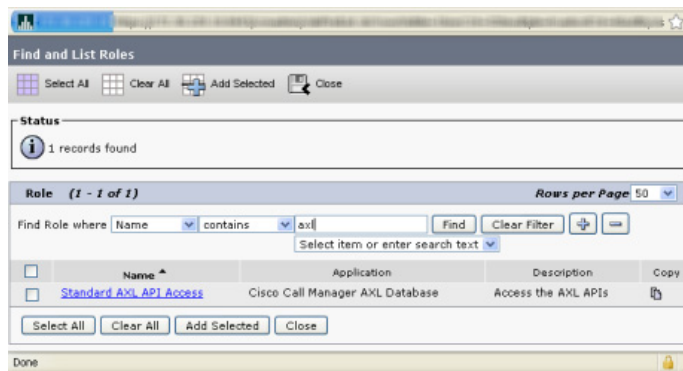 Find and List Roles
Select All Clear All Add Selected Close
Status
i 1 records found
Role (1 - 1 of 1) Rows per Page 50
Find Role where Name contains axl Find Clear Filter
Select item or enter search text
Name Application Description Copy
Standard AXL API Access Cisco Call Manager AXL Database Access the AXL APIs
Select All Clear All Add Selected Close
Done